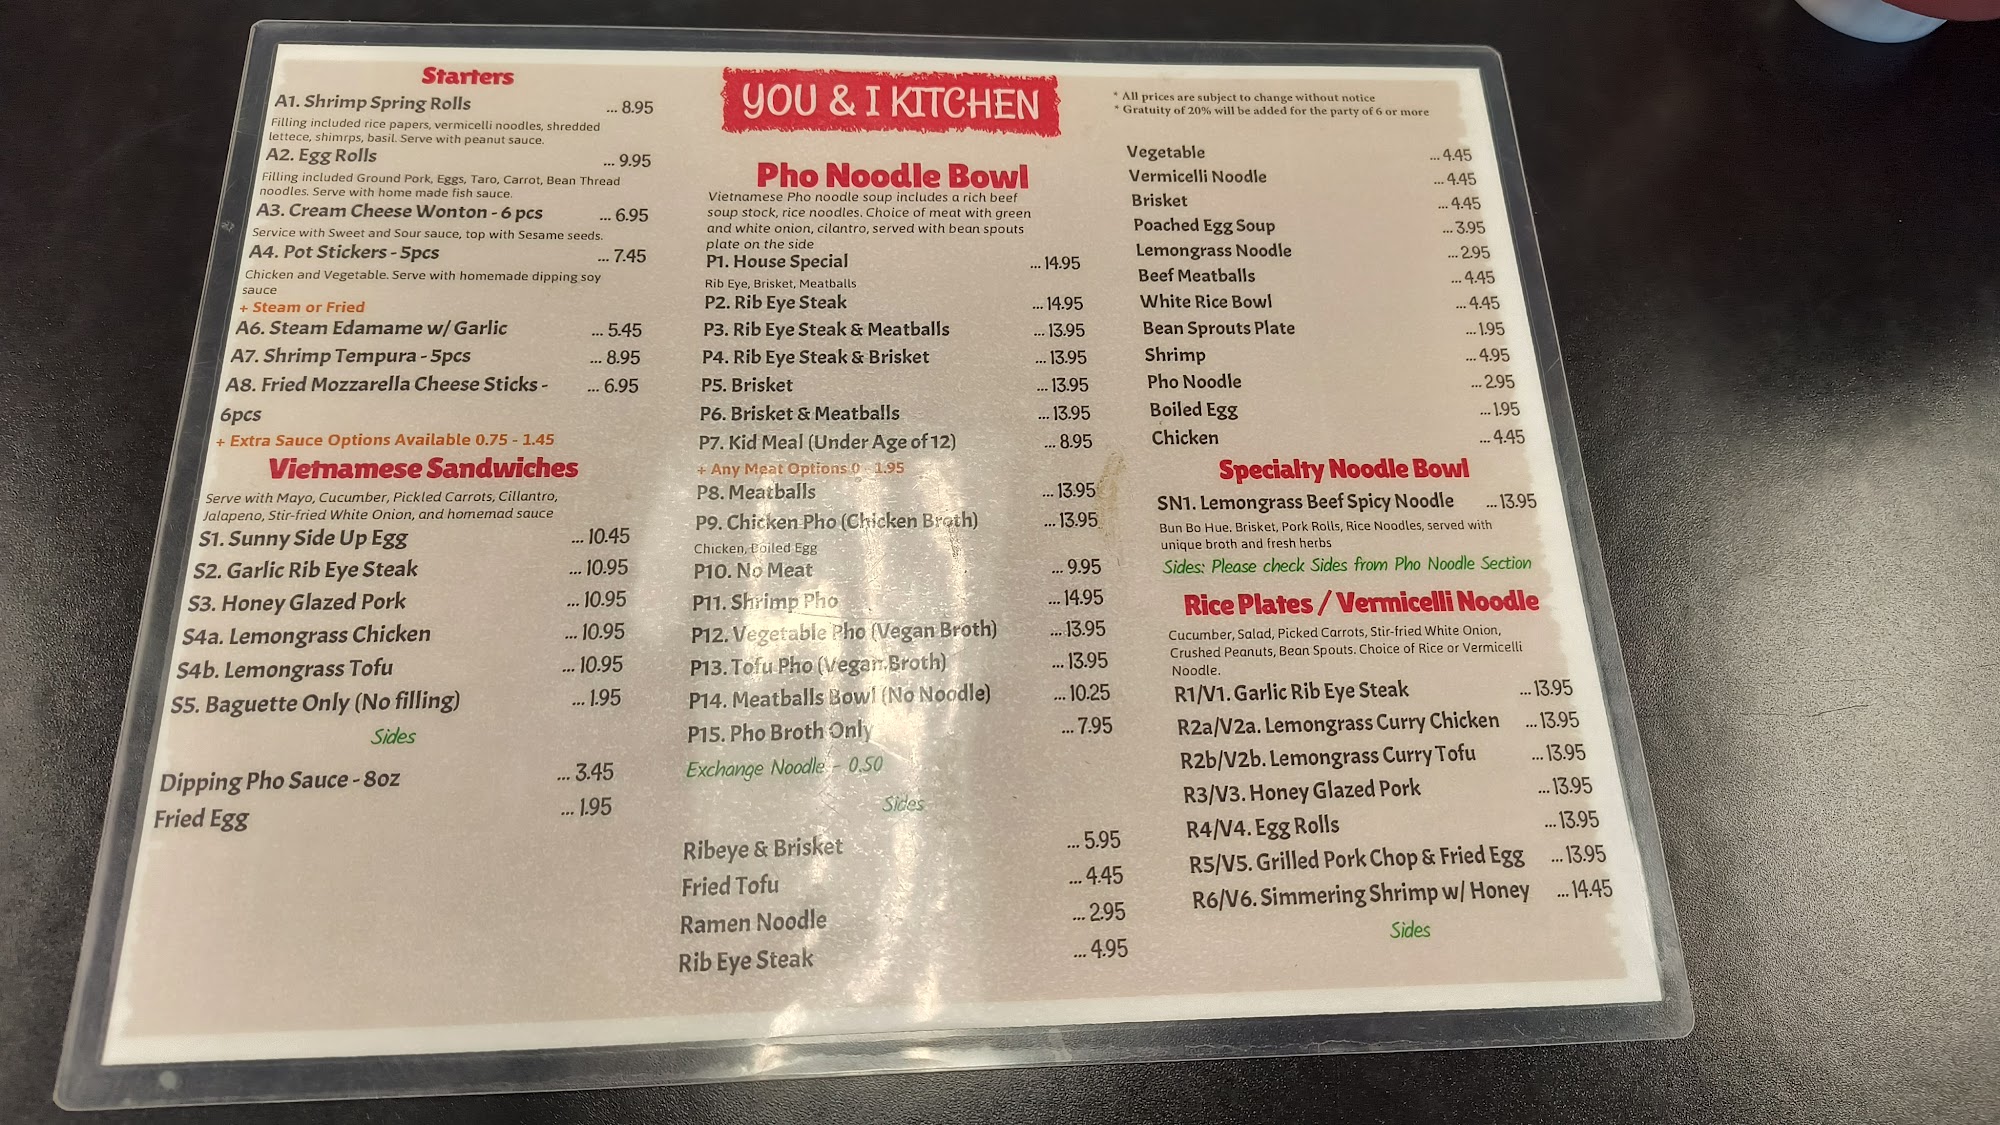 Starters
A1. Shrimp Spring Rolls ... 8.95
Filling included rice papers, vermicelli noodles, shredded
lettece, shimrps, basil. Serve with peanut sauce.
A2. Egg Rolls ... 9.95
Filling included Ground Pork, Eggs, Taro, Carrot, Bean Thread
noodles. Serve with home made fish sauce.
A3. Cream Cheese Wonton - 6 pcs ... 6.95
Service with Sweet and Sour sauce, top with Sesame seeds.
A4. Pot Stickers - 5pcs ... 7.45
Chicken and Vegetable. Serve with homemade dipping soy
sauce
+ Steam or Fried
A6. Steam Edamame w/ Garlic ... 5.45
A7. Shrimp Tempura - 5pcs ... 8.95
A8. Fried Mozzarella Cheese Sticks - ... 6.95
6pcs
+ Extra Sauce Options Available 0.75 - 1.45
Vietnamese Sandwiches
Serve with Mayo, Cucumber, Pickled Carrots, Cillantro,
Jalapeno, Stir-fried White Onion, and homemad sauce
S1. Sunny Side Up Egg ... 10.45
S2. Garlic Rib Eye Steak ... 10.95
S3. Honey Glazed Pork ... 10.95
S4a. Lemongrass Chicken ... 10.95
S4b. Lemongrass Tofu ... 10.95
S5. Baguette Only (No filling) ... 1.95
Sides
Dipping Pho Sauce - 8oz ... 3.45
Fried Egg ... 1.95
YOU & I KITCHEN
Pho Noodle Bowl
Vietnamese Pho noodle soup includes a rich beef
soup stock, rice noodles. Choice of meat with green
and white onion, cilantro, served with bean spouts
plate on the side
P1. House Special ... 14.95
Rib Eye, Brisket, Meatballs
P2. Rib Eye Steak ... 14.95
P3. Rib Eye Steak & Meatballs ... 13.95
P4. Rib Eye Steak & Brisket ... 13.95
P5. Brisket ... 13.95
P6. Brisket & Meatballs ... 13.95
P7. Kid Meal (Under Age of 12) ... 8.95
+ Any Meat Options 0 - 1.95
P8. Meatballs ... 13.95
P9. Chicken Pho (Chicken Broth) ... 13.95
Chicken, Boiled Egg
P10. No Meat ... 9.95
P11. Shrimp Pho ... 14.95
P12. Vegetable Pho (Vegan Broth) ... 13.95
P13. Tofu Pho (Vegan Broth) ... 13.95
P14. Meatballs Bowl (No Noodle) ... 10.25
P15. Pho Broth Only ... 7.95
Exchange Noodle - 0.50
Sides
Ribeye & Brisket ... 5.95
Fried Tofu ... 4.45
Ramen Noodle ... 2.95
Rib Eye Steak ... 4.95
* All prices are subject to change without notice
* Gratuity of 20% will be added for the party of 6 or more
Vegetable ... 4.45
Vermicelli Noodle ... 4.45
Brisket ... 4.45
Poached Egg Soup ... 3.95
Lemongrass Noodle ... 2.95
Beef Meatballs ... 4.45
White Rice Bowl ... 4.45
Bean Sprouts Plate ... 1.95
Shrimp ... 4.95
Pho Noodle ... 2.95
Boiled Egg ... 1.95
Chicken ... 4.45
Specialty Noodle Bowl
SN1. Lemongrass Beef Spicy Noodle ... 13.95
Bun Bo Hue. Brisket, Pork Rolls, Rice Noodles, served with
unique broth and fresh herbs
Sides: Please check Sides from Pho Noodle Section
Rice Plates / Vermicelli Noodle
Cucumber, Salad, Picked Carrots, Stir-fried White Onion,
Crushed Peanuts, Bean Spouts. Choice of Rice or Vermicelli
Noodle.
R1/V1. Garlic Rib Eye Steak ... 13.95
R2a/V2a. Lemongrass Curry Chicken ... 13.95
R2b/V2b. Lemongrass Curry Tofu ... 13.95
R3/V3. Honey Glazed Pork ... 13.95
R4/V4. Egg Rolls ... 13.95
R5/V5. Grilled Pork Chop & Fried Egg ... 13.95
R6/V6. Simmering Shrimp w/ Honey ... 14.45
Sides